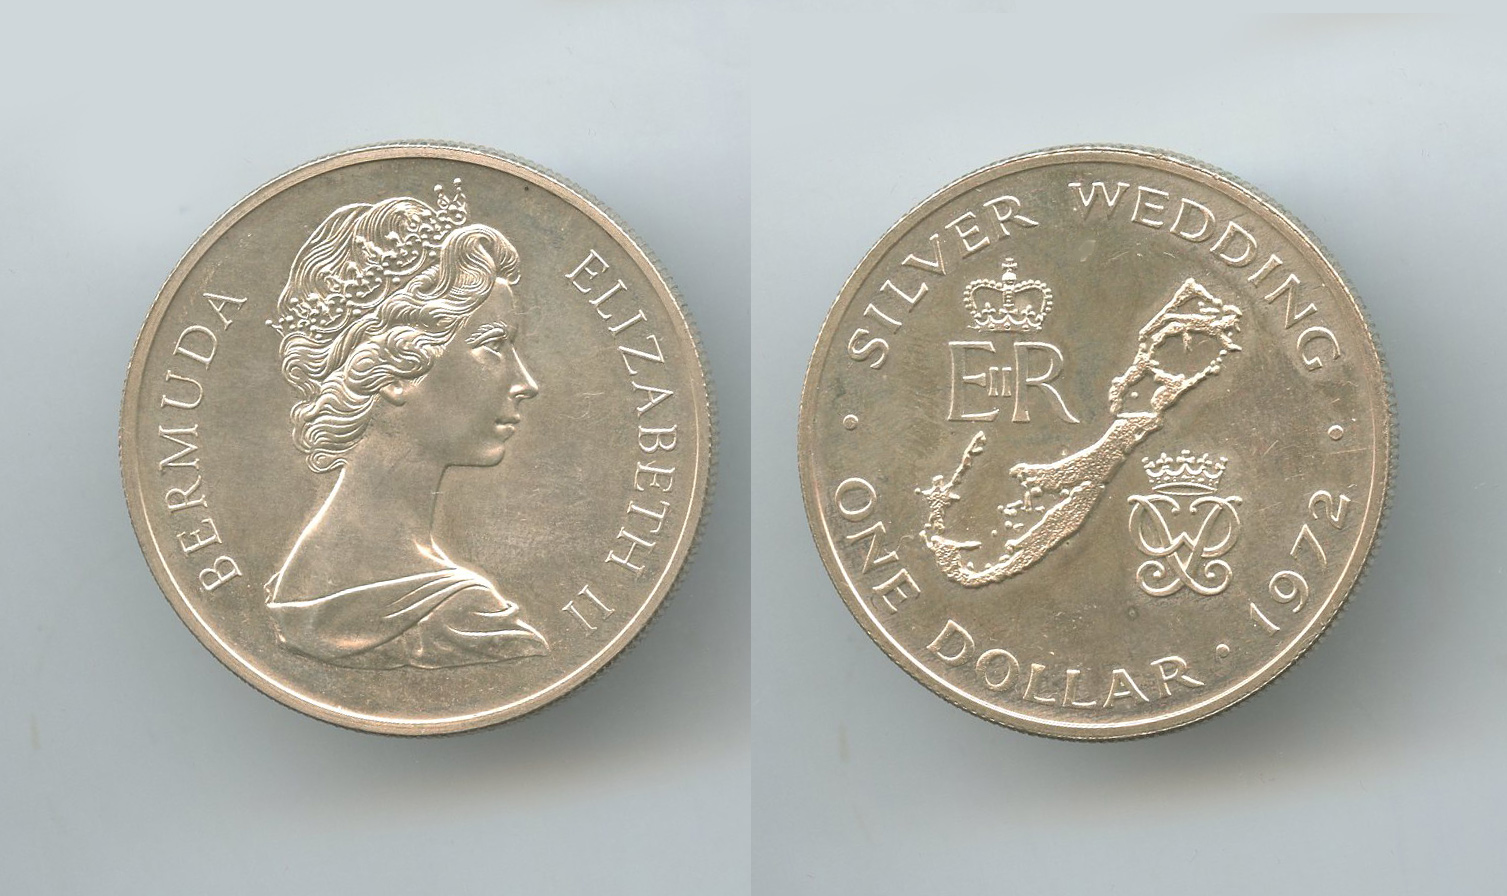 BERMUDA
ELIZABETH II
SILVER WEDDING
EIIR
ONE DOLLAR · 1972